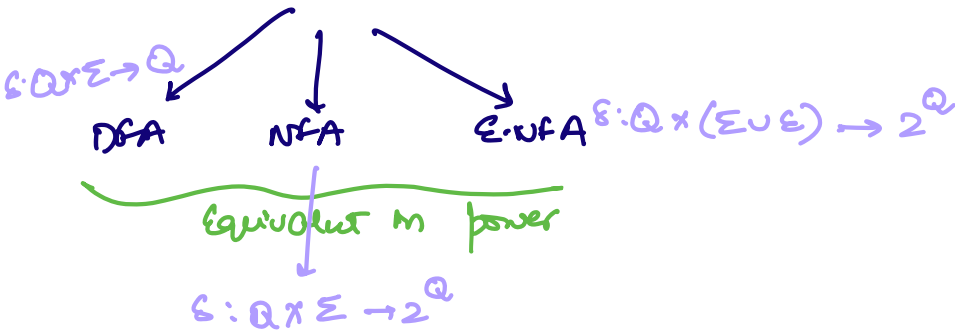 δ: Q × Σ → Q
DFA NFA ε-NFA δ: Q × (Σ ∪ ε) → 2^Q
Equivalent in power
δ : Q × Σ → 2^Q